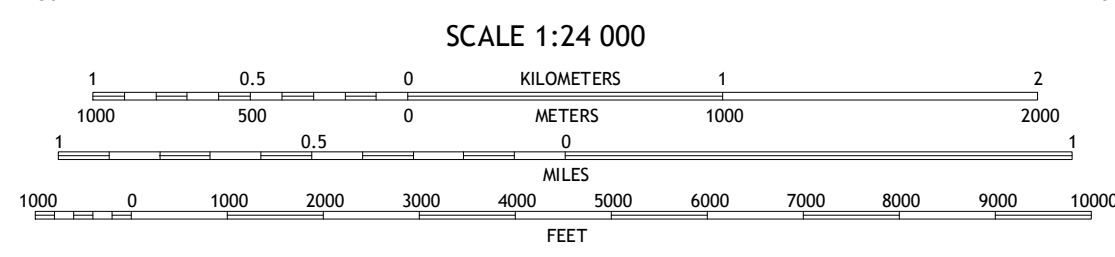 SCALE 1:24 000
1 0.5 0 KILOMETERS 1 2
1000 500 0 METERS 1000 2000
1 0.5 0 1
MILES
1000 0 1000 2000 3000 4000 5000 6000 7000 8000 9000 10000
FEET